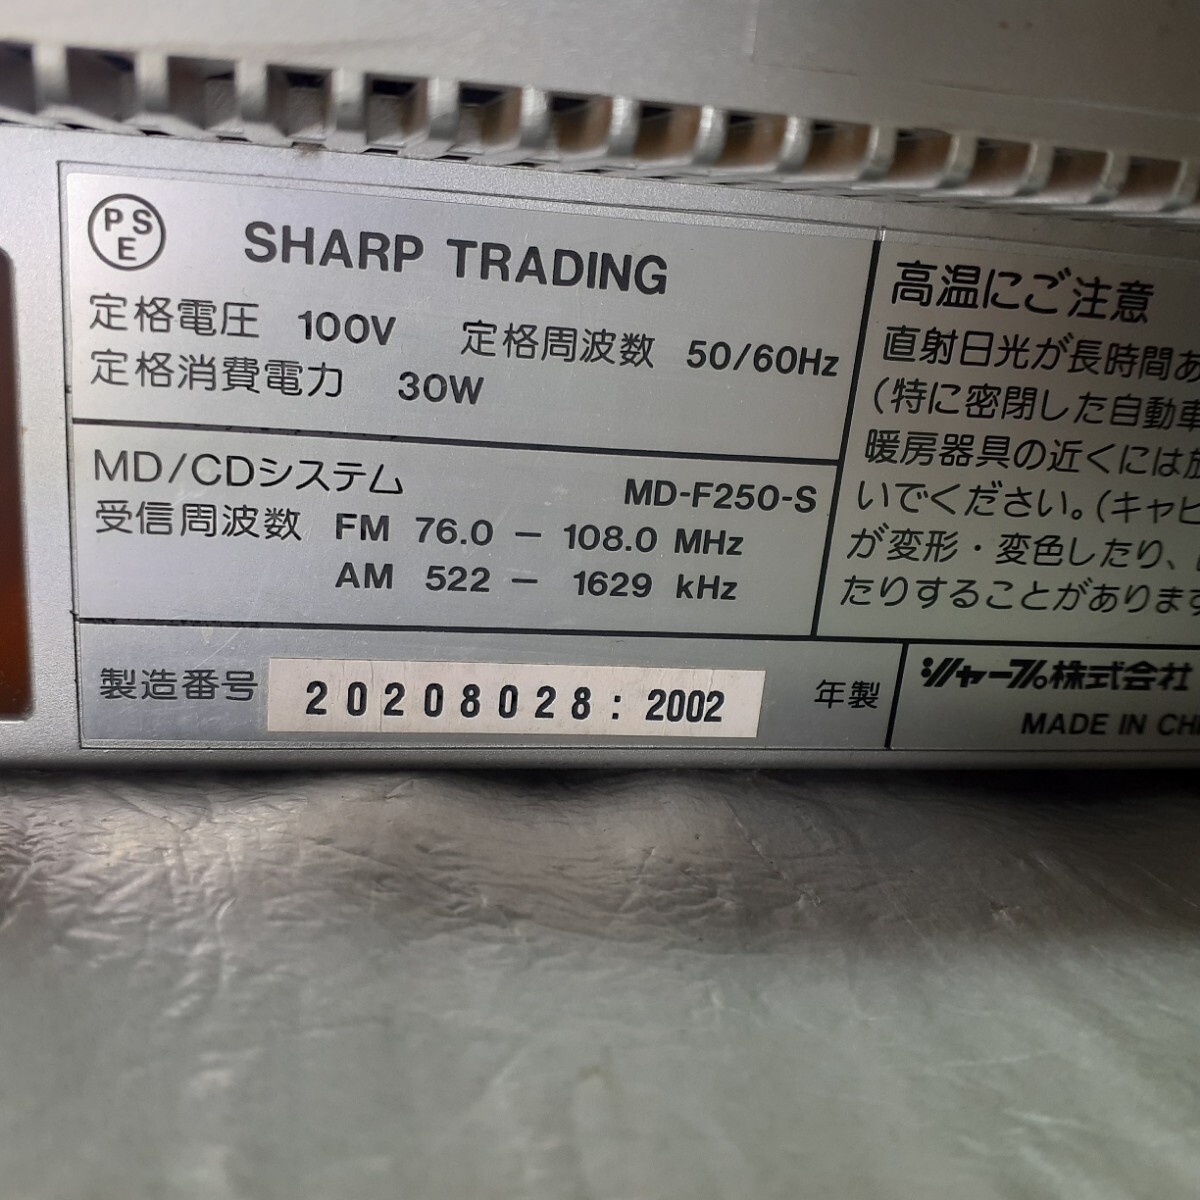 PSE
SHARP TRADING
定格電圧 100V 定格周波数 50/60Hz
定格消費電力 30W
MD/CDシステム MD-F250-S
受信周波数 FM 76.0 − 108.0 MHz
AM 522 − 1629 kHz
製造番号 20208028: 2002 年製
高温にご注意
直射日光が長時間あ
(特に密閉した自動車
暖房器具の近くには放
いでください。(キャビ
が変形・変色したり、
たりすることがあります
シャープ株式会社
MADE IN CHI